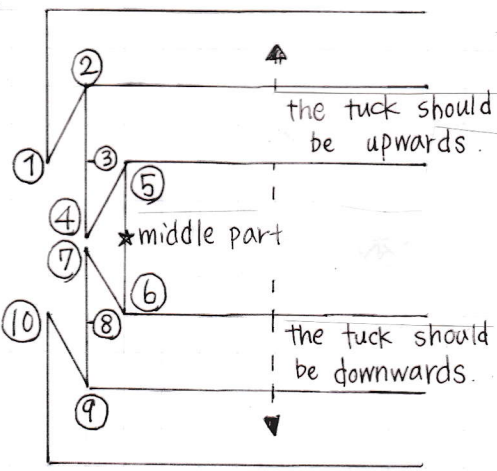 ②
the tuck should
be upwards.
①
③
⑤
④
middle part
⑦
⑥
⑩
⑧
the tuck should
be downwards.
⑨